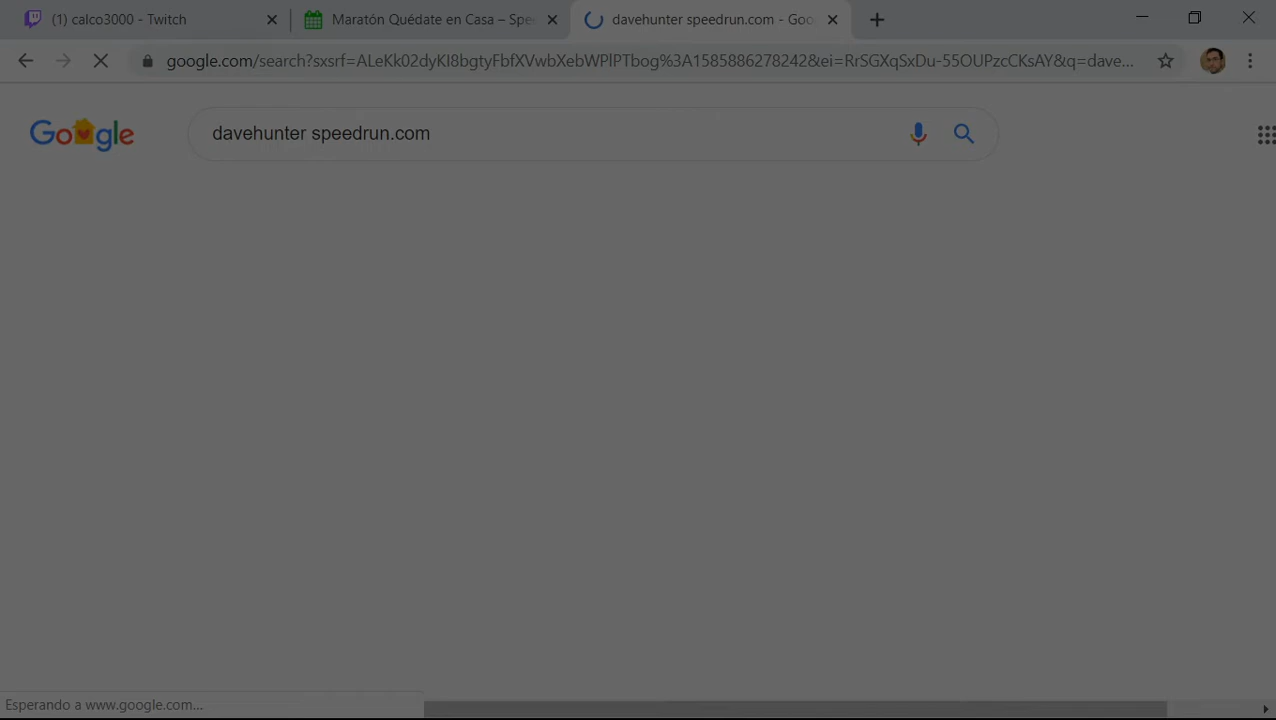 (1) calco3000 - Twitch
Maratón Quédate en Casa – Spe
davehunter speedrun.com - Goo
google.com/search?sxsrf=ALeKk02dyKI8bgtyFbfXVwbXebWPlPTbog%3A1585886278242&ei=RrSGXqSxDu-55OUPzcCKsAY&q=dave...
Google
davehunter speedrun.com
Esperando a www.google.com...